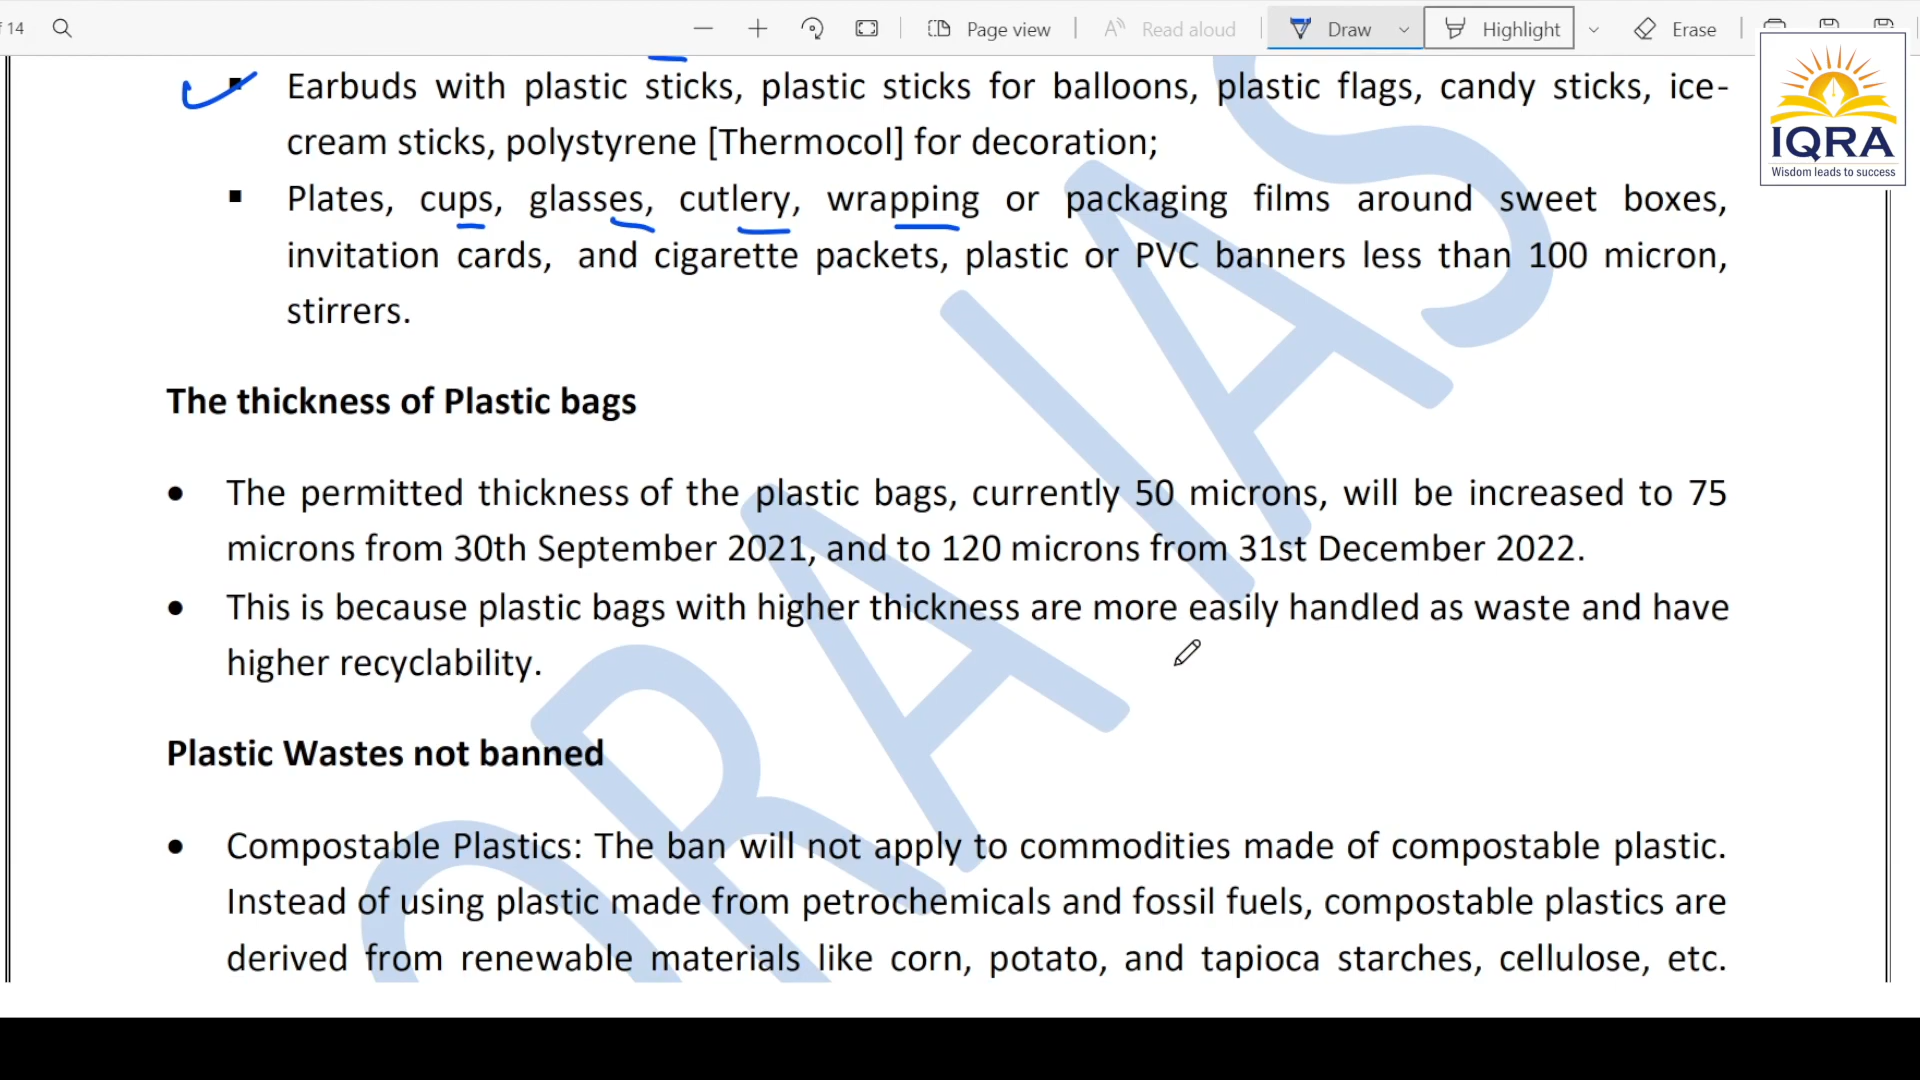 f 14
Page view
Read aloud
Draw
Highlight
Erase
IQRA
Wisdom leads to success
▪ Earbuds with plastic sticks, plastic sticks for balloons, plastic flags, candy sticks, ice-
cream sticks, polystyrene [Thermocol] for decoration;
▪ Plates, cups, glasses, cutlery, wrapping or packaging films around sweet boxes,
invitation cards, and cigarette packets, plastic or PVC banners less than 100 micron,
stirrers.
The thickness of Plastic bags
• The permitted thickness of the plastic bags, currently 50 microns, will be increased to 75
microns from 30th September 2021, and to 120 microns from 31st December 2022.
• This is because plastic bags with higher thickness are more easily handled as waste and have
higher recyclability.
Plastic Wastes not banned
• Compostable Plastics: The ban will not apply to commodities made of compostable plastic.
Instead of using plastic made from petrochemicals and fossil fuels, compostable plastics are
derived from renewable materials like corn, potato, and tapioca starches, cellulose, etc.
QRA IAS